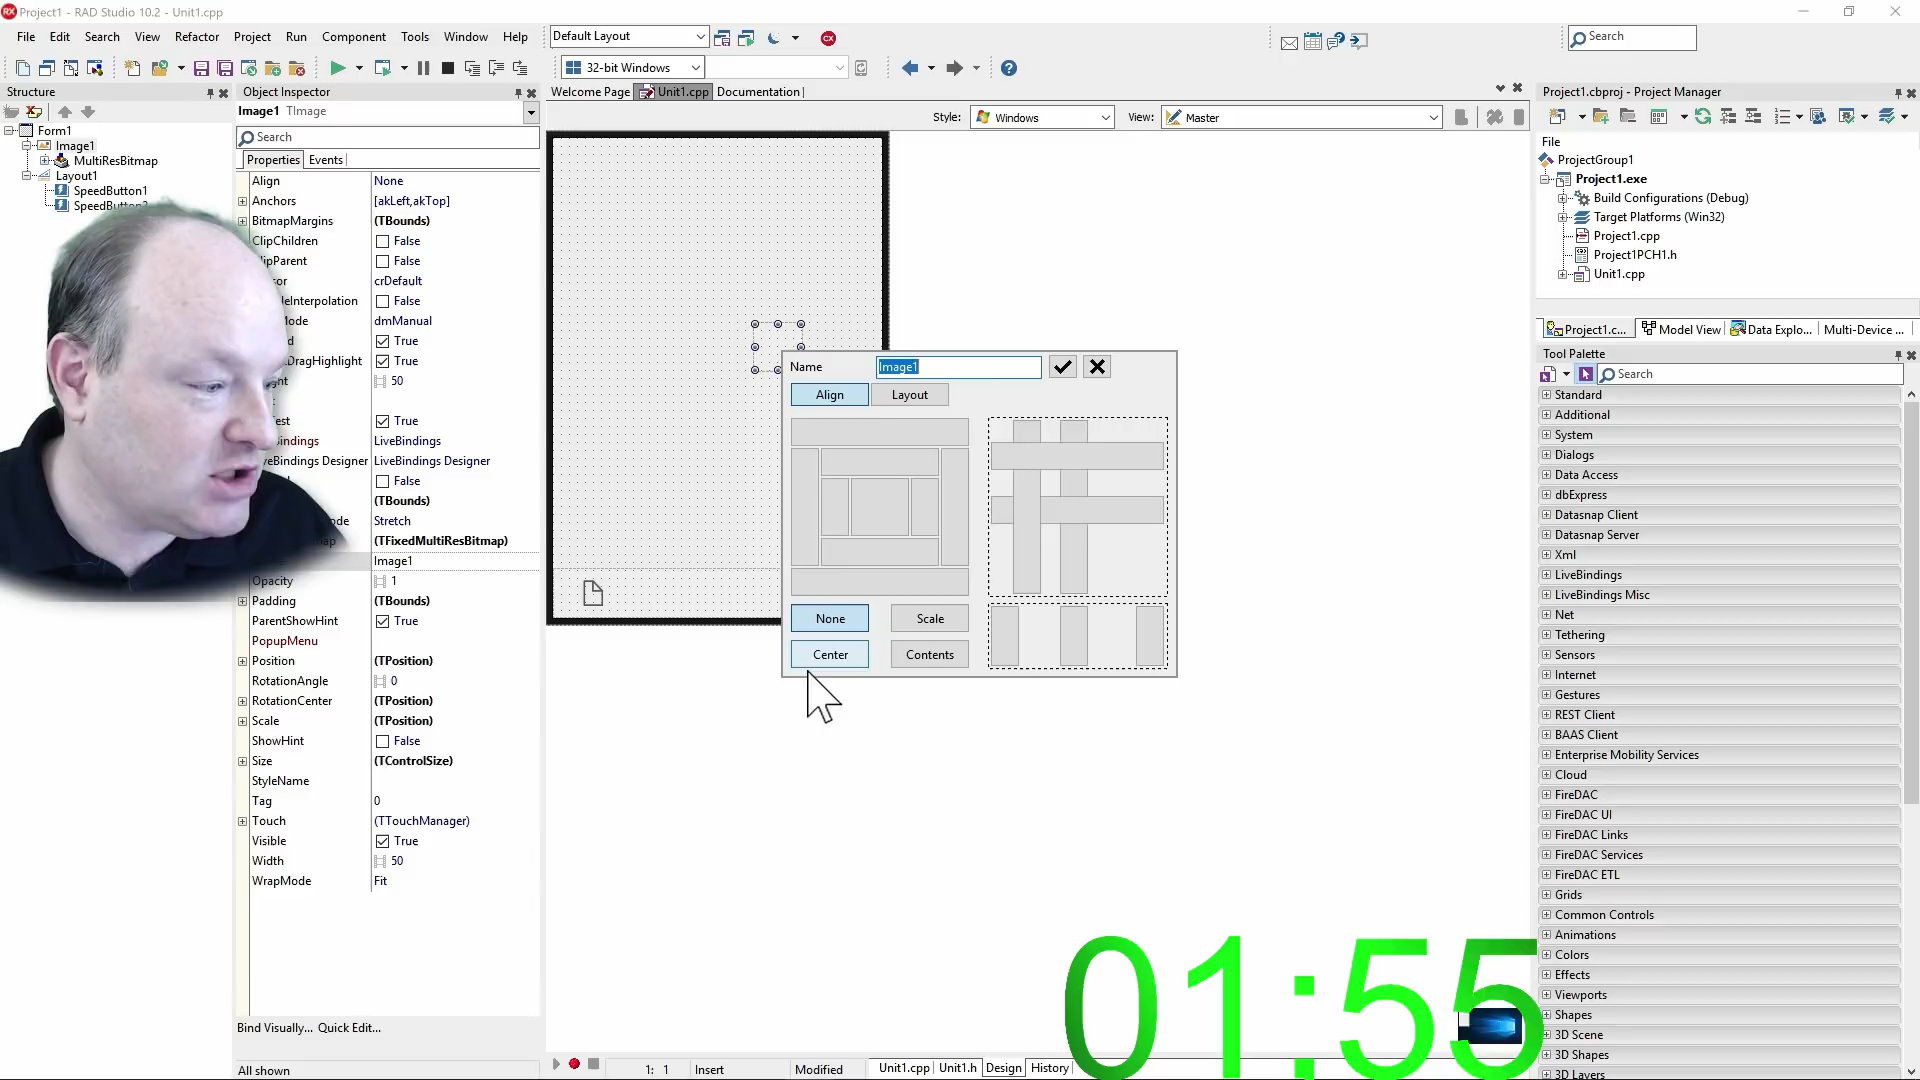 Project1 - RAD Studio 10.2 - Unit1.cpp
File Edit Search View Refactor Project Run Component Tools Window Help
Default Layout
Search
32-bit Windows
Structure
Form1
Image1
MultiResBitmap
Layout1
SpeedButton1
Object Inspector
Image1 TImage
Search
Properties Events
Align None
Anchors [akLeft,akTop]
BitmapMargins (TBounds)
ClipChildren False
False
crDefault
False
dmManual
True
True
50
True
LiveBindings
LiveBindings Designer
False
(TBounds)
Stretch
(TFixedMultiResBitmap)
Image1
Opacity 1
Padding (TBounds)
ParentShowHint True
PopupMenu
Position (TPosition)
RotationAngle 0
RotationCenter (TPosition)
Scale (TPosition)
ShowHint False
Size (TControlSize)
StyleName
Tag 0
Touch (TTouchManager)
Visible True
Width 50
WrapMode Fit
Bind Visually... Quick Edit...
All shown
Welcome Page Unit1.cpp Documentation
Style: Windows View: Master
Name Image1
Align Layout
None Scale
Center Contents
01:55
1: 1 Insert Modified Unit1.cpp Unit1.h Design History
Project1.cbproj - Project Manager
File
ProjectGroup1
Project1.exe
Build Configurations (Debug)
Target Platforms (Win32)
Project1.cpp
Project1PCH1.h
Unit1.cpp
Project1.c... Model View Data Explo... Multi-Device ...
Tool Palette
Search
Standard
Additional
System
Dialogs
Data Access
dbExpress
Datasnap Client
Datasnap Server
Xml
LiveBindings
LiveBindings Misc
Net
Tethering
Sensors
Internet
Gestures
REST Client
BAAS Client
Enterprise Mobility Services
Cloud
FireDAC
FireDAC UI
FireDAC Links
FireDAC Services
FireDAC ETL
Grids
Common Controls
Animations
Colors
Effects
Viewports
Shapes
3D Scene
3D Shapes
3D Layers